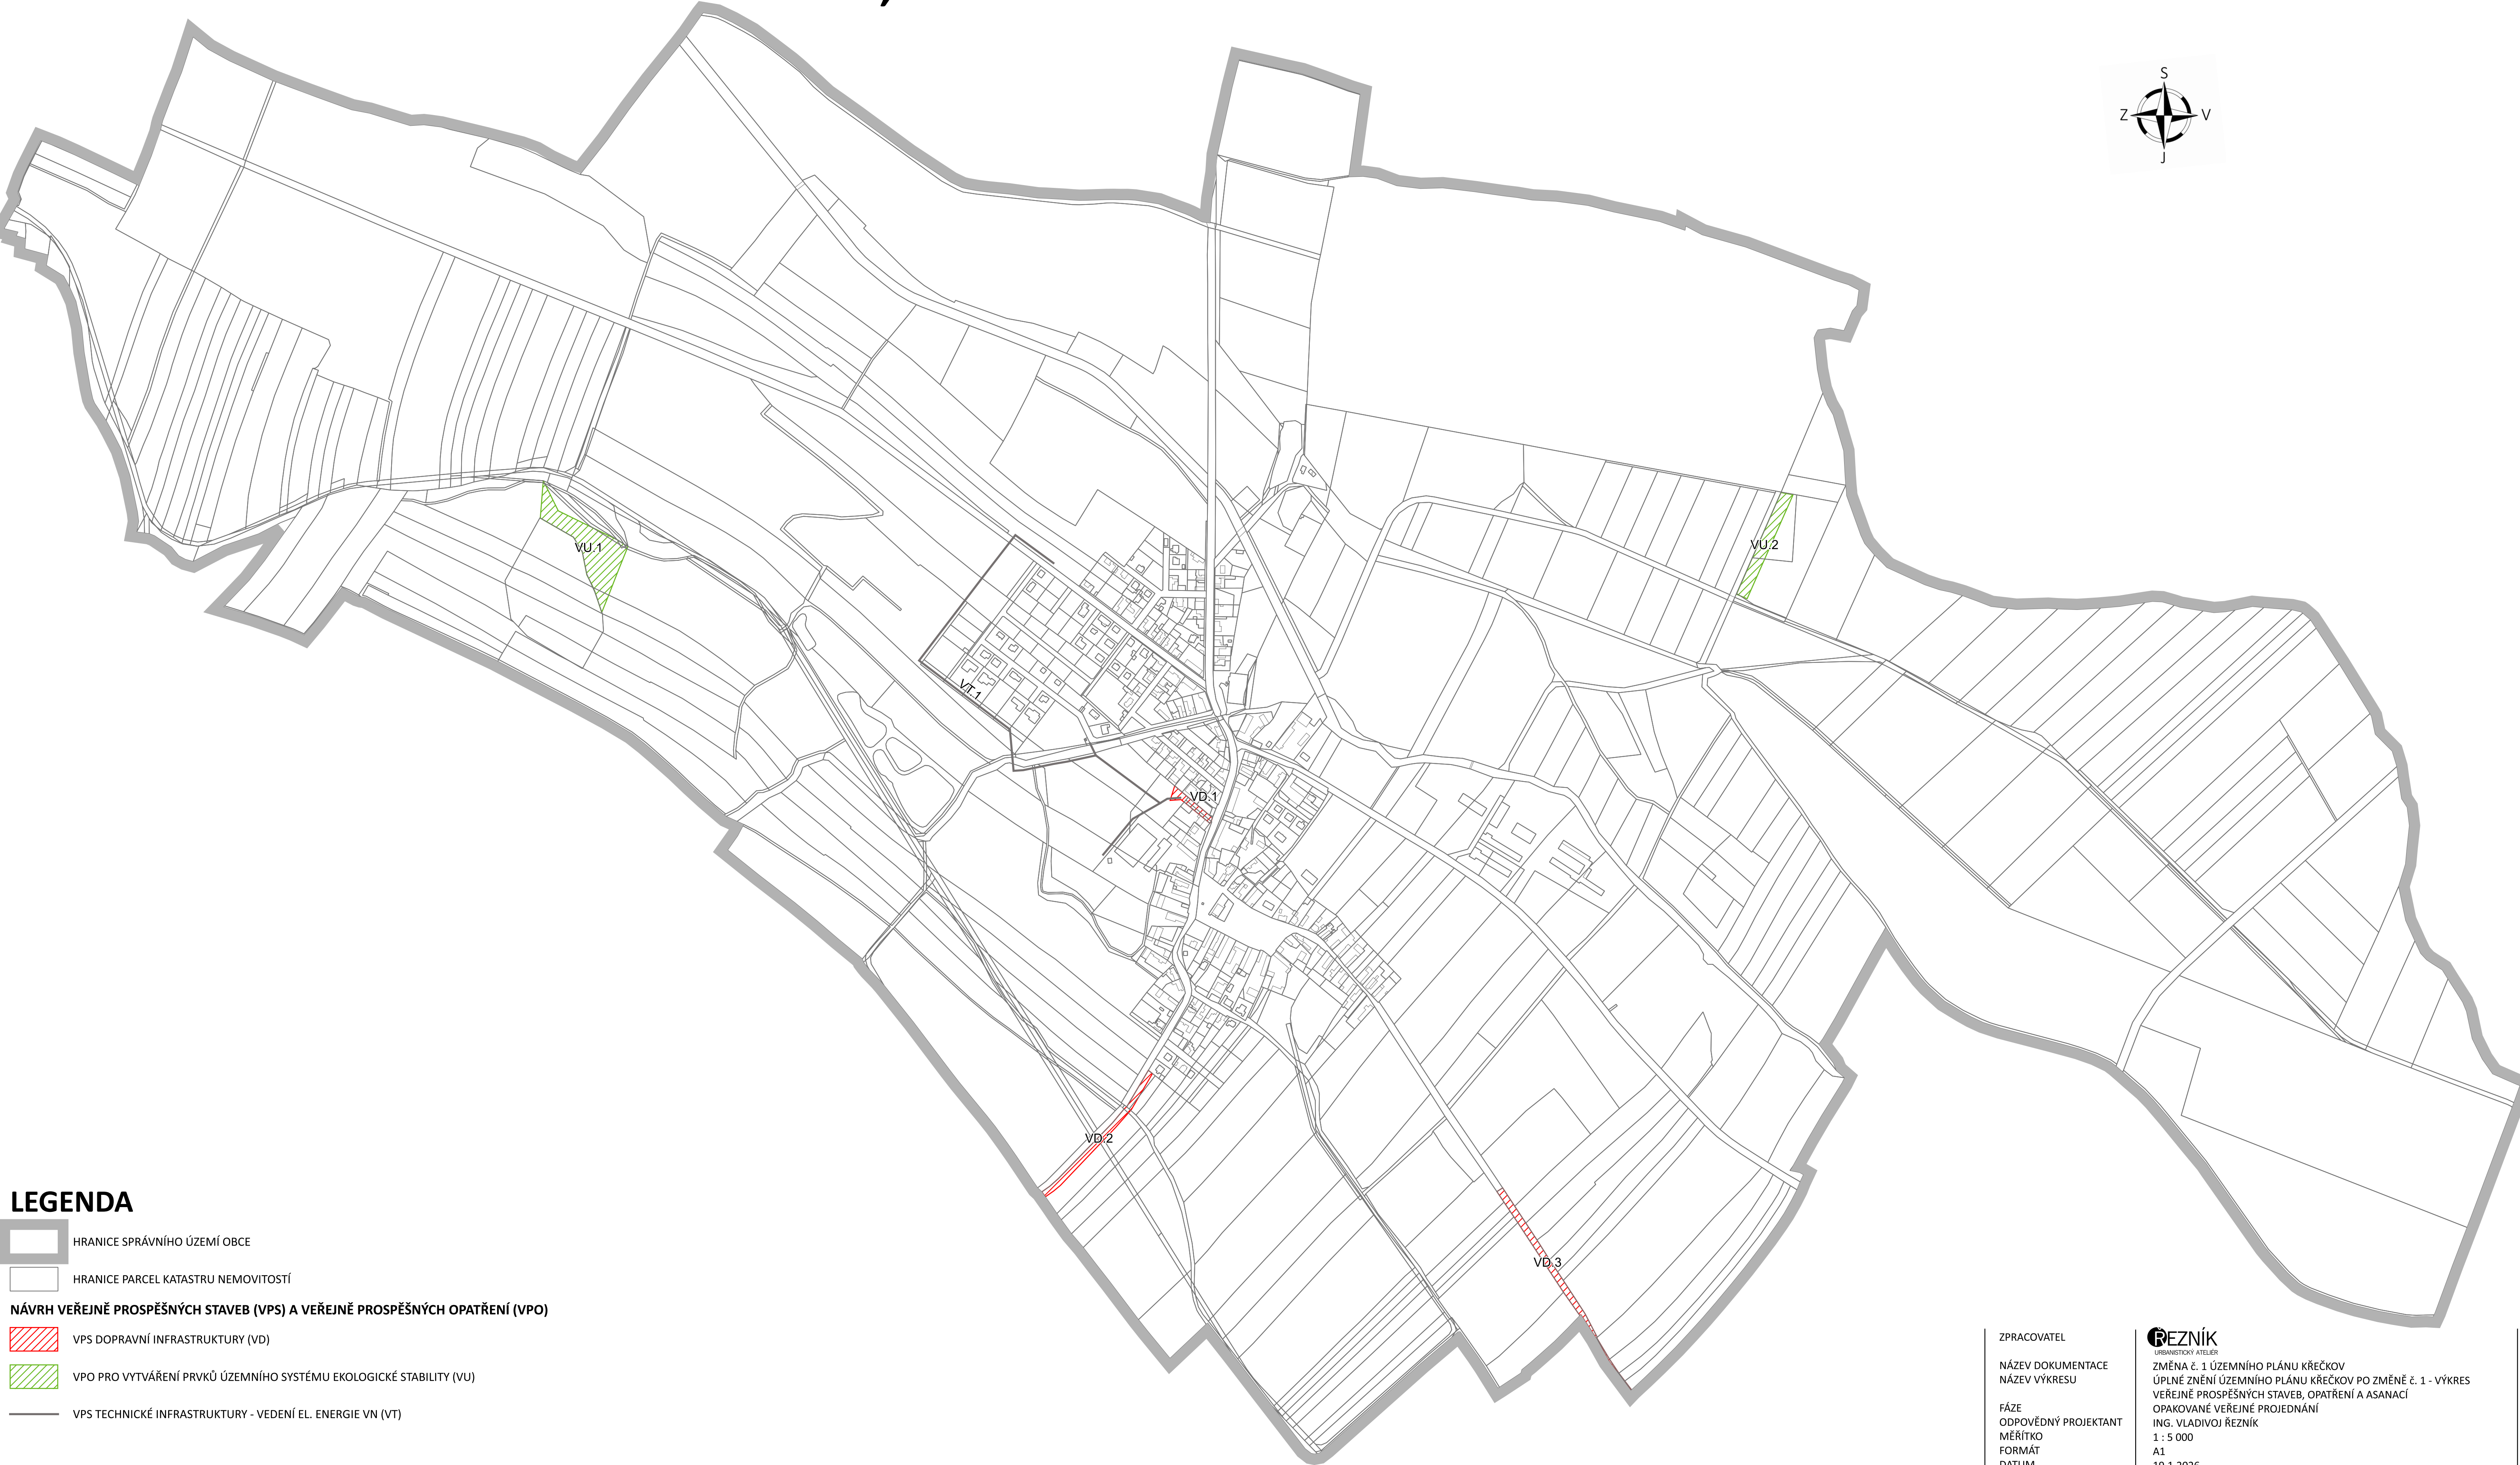 S
Z V
J
VU.1
VU.2
VT.1
VD.1
VD.2
VD.3
LEGENDA
HRANICE SPRÁVNÍHO ÚZEMÍ OBCE
HRANICE PARCEL KATASTRU NEMOVITOSTÍ
NÁVRH VEŘEJNĚ PROSPĚŠNÝCH STAVEB (VPS) A VEŘEJNĚ PROSPĚŠNÝCH OPATŘENÍ (VPO)
VPS DOPRAVNÍ INFRASTRUKTURY (VD)
VPO PRO VYTVÁŘENÍ PRVKŮ ÚZEMNÍHO SYSTÉMU EKOLOGICKÉ STABILITY (VU)
VPS TECHNICKÉ INFRASTRUKTURY - VEDENÍ EL. ENERGIE VN (VT)
ZPRACOVATEL ŘEZNÍK
URBANISTICKÝ ATELIÉR
NÁZEV DOKUMENTACE ZMĚNA č. 1 ÚZEMNÍHO PLÁNU KŘEČKOV
NÁZEV VÝKRESU ÚPLNÉ ZNĚNÍ ÚZEMNÍHO PLÁNU KŘEČKOV PO ZMĚNĚ č. 1 - VÝKRES
VEŘEJNĚ PROSPĚŠNÝCH STAVEB, OPATŘENÍ A ASANACÍ
FÁZE OPAKOVANÉ VEŘEJNÉ PROJEDNÁNÍ
ODPOVĚDNÝ PROJEKTANT ING. VLADIVOJ ŘEZNÍK
MĚŘÍTKO 1 : 5 000
FORMÁT A1
DATUM